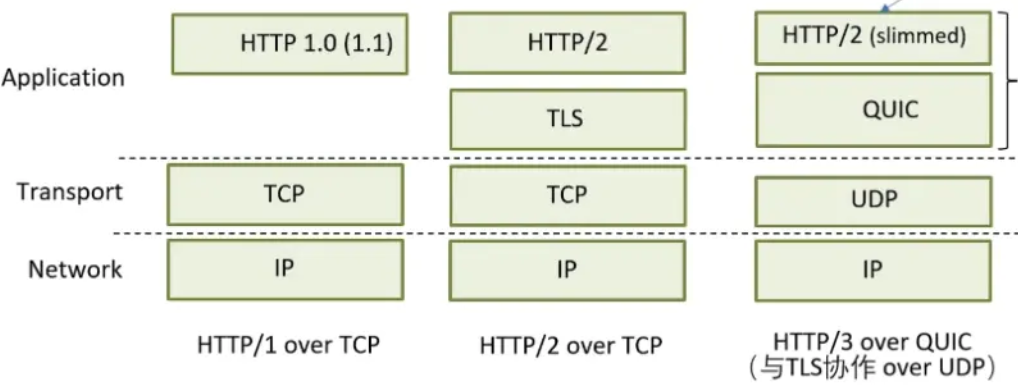 HTTP 1.0 (1.1)
HTTP/2
HTTP/2 (slimmed)
Application
TLS
QUIC
Transport
TCP
TCP
UDP
Network
IP
IP
IP
HTTP/1 over TCP
HTTP/2 over TCP
HTTP/3 over QUIC
（与TLS协作 over UDP）